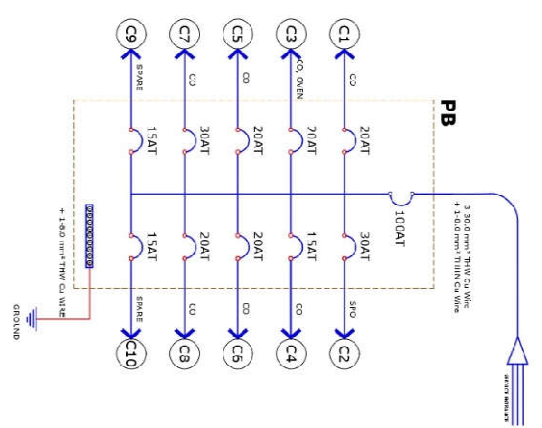 PB
C9
C7
C5
C3
C1
SPARE
CO
CO
CO, OVEN
CO
15AT
30AT
20AT
20AT
20AT
100AT
3 30.0 mm² THW Cu Wire
+ 1-8.0 mm² THHN Cu Wire
15AT
20AT
20AT
15AT
30AT
+ 1-8.0 mm² THW Cu WIRE
GROUND
SPARE
CO
CO
CO
SPO
C10
C8
C6
C4
C2